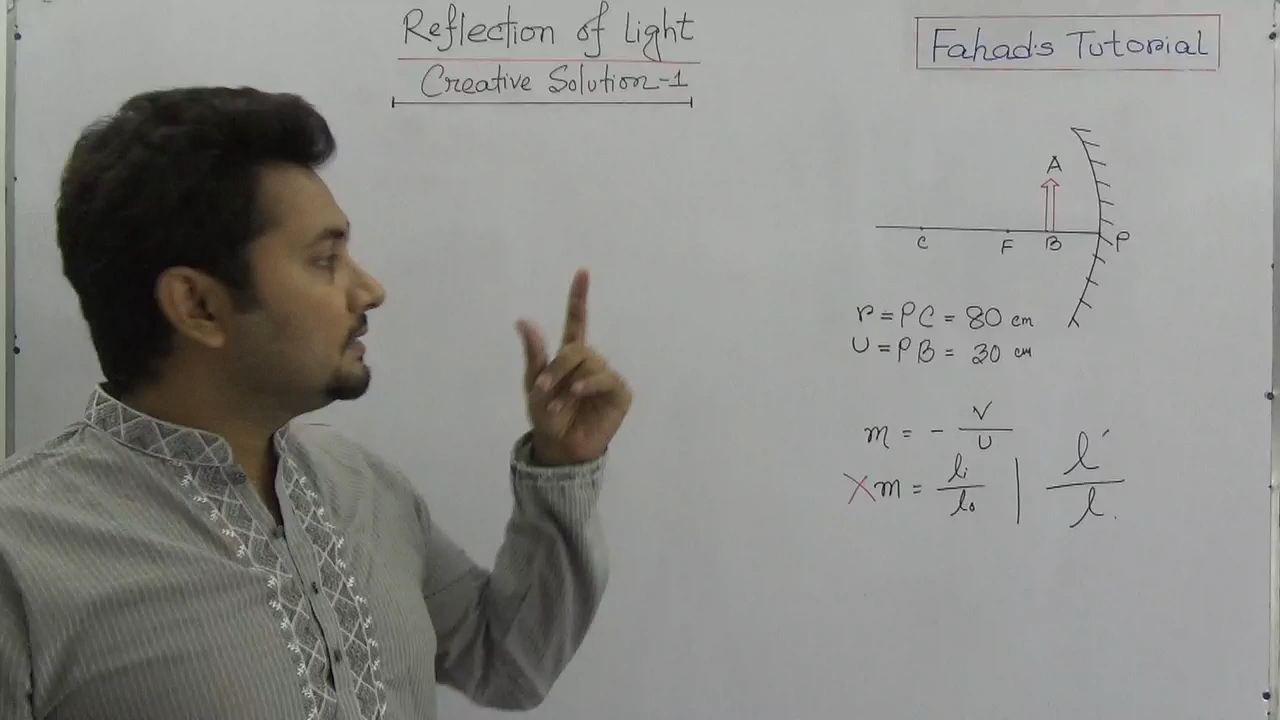 Reflection of Light
Creative Solution-1
Fahad's Tutorial
A
C F B P
r = PC = 80 cm
U = PB = 30 cm
m = - V/U
X m = li/lo | l'/l